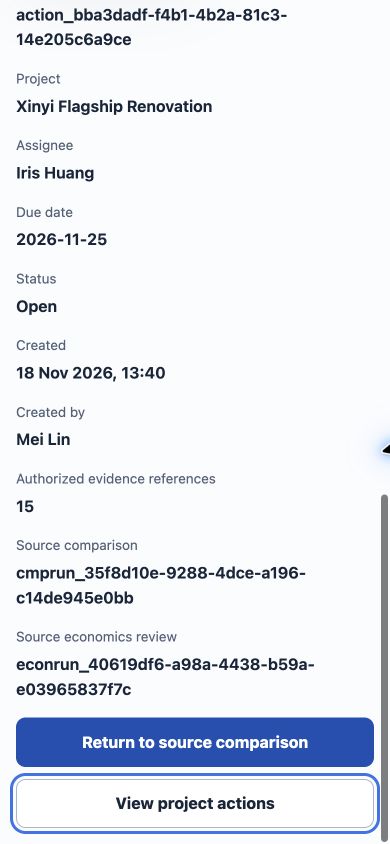 action_bba3dadf-f4b1-4b2a-81c3-
14e205c6a9ce
Project
Xinyi Flagship Renovation
Assignee
Iris Huang
Due date
2026-11-25
Status
Open
Created
18 Nov 2026, 13:40
Created by
Mei Lin
Authorized evidence references
15
Source comparison
cmprun_35f8d10e-9288-4dce-a196-
c14de945e0bb
Source economics review
econrun_40619df6-a98a-4438-b59a-
e03965837f7c
Return to source comparison
View project actions